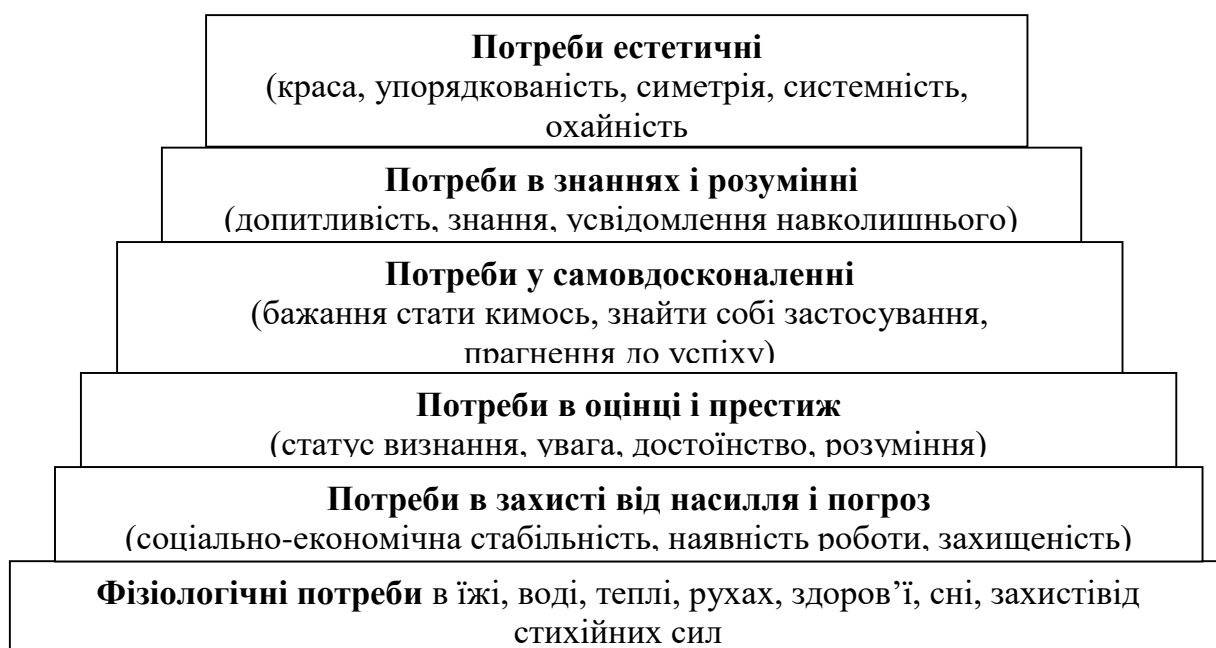 Потреби естетичні
(краса, упорядкованість, симетрія, системність,
охайність
Потреби в знаннях і розумінні
(допитливість, знання, усвідомлення навколишнього)
Потреби у самовдосконаленні
(бажання стати кимось, знайти собі застосування,
прагнення до успіху)
Потреби в оцінці і престиж
(статус визнання, увага, достоїнство, розуміння)
Потреби в захисті від насилля і погроз
(соціально-економічна стабільність, наявність роботи, захищеність)
Фізіологічні потреби в їжі, воді, теплі, рухах, здоров’ї, сні, захистівід
стихійних сил